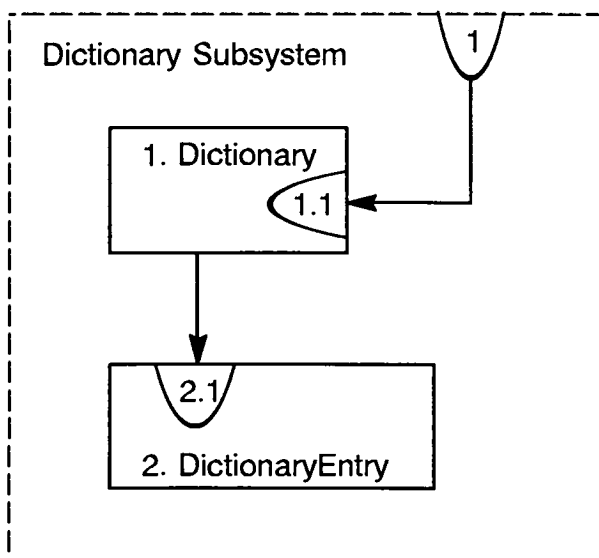 Dictionary Subsystem
1
1. Dictionary
1.1
2.1
2. DictionaryEntry